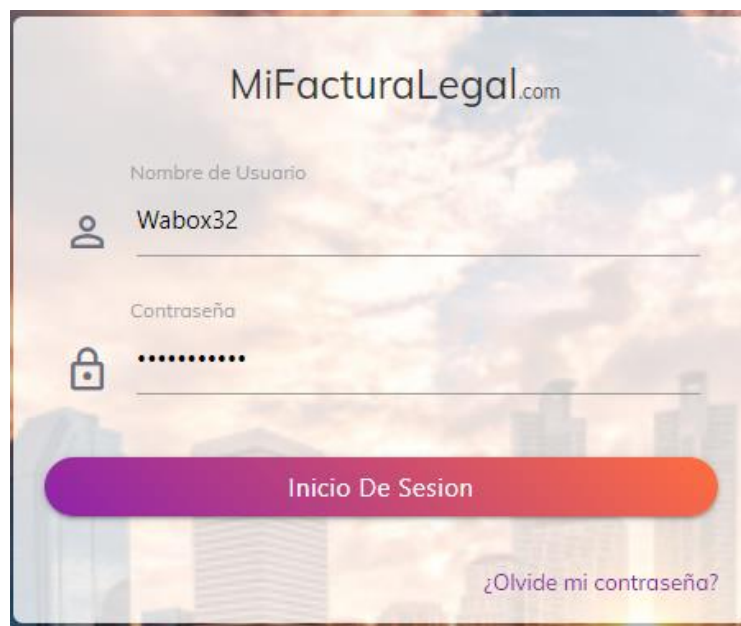 MiFacturaLegal.com
Nombre de Usuario
Wabox32
Contraseña
•••••••••••
Inicio De Sesion
¿Olvide mi contraseña?